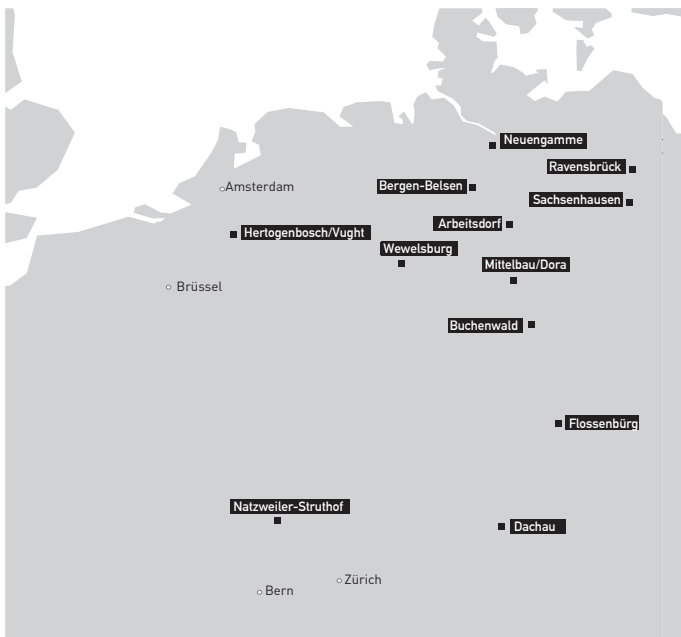 Neuengamme
Ravensbrück
Amsterdam
Bergen-Belsen
Sachsenhausen
Arbeitsdorf
Hertogenbosch/Vught
Wewelsburg
Mittelbau/Dora
Brüssel
Buchenwald
Flossenbürg
Natzweiler-Struthof
Dachau
Zürich
Bern